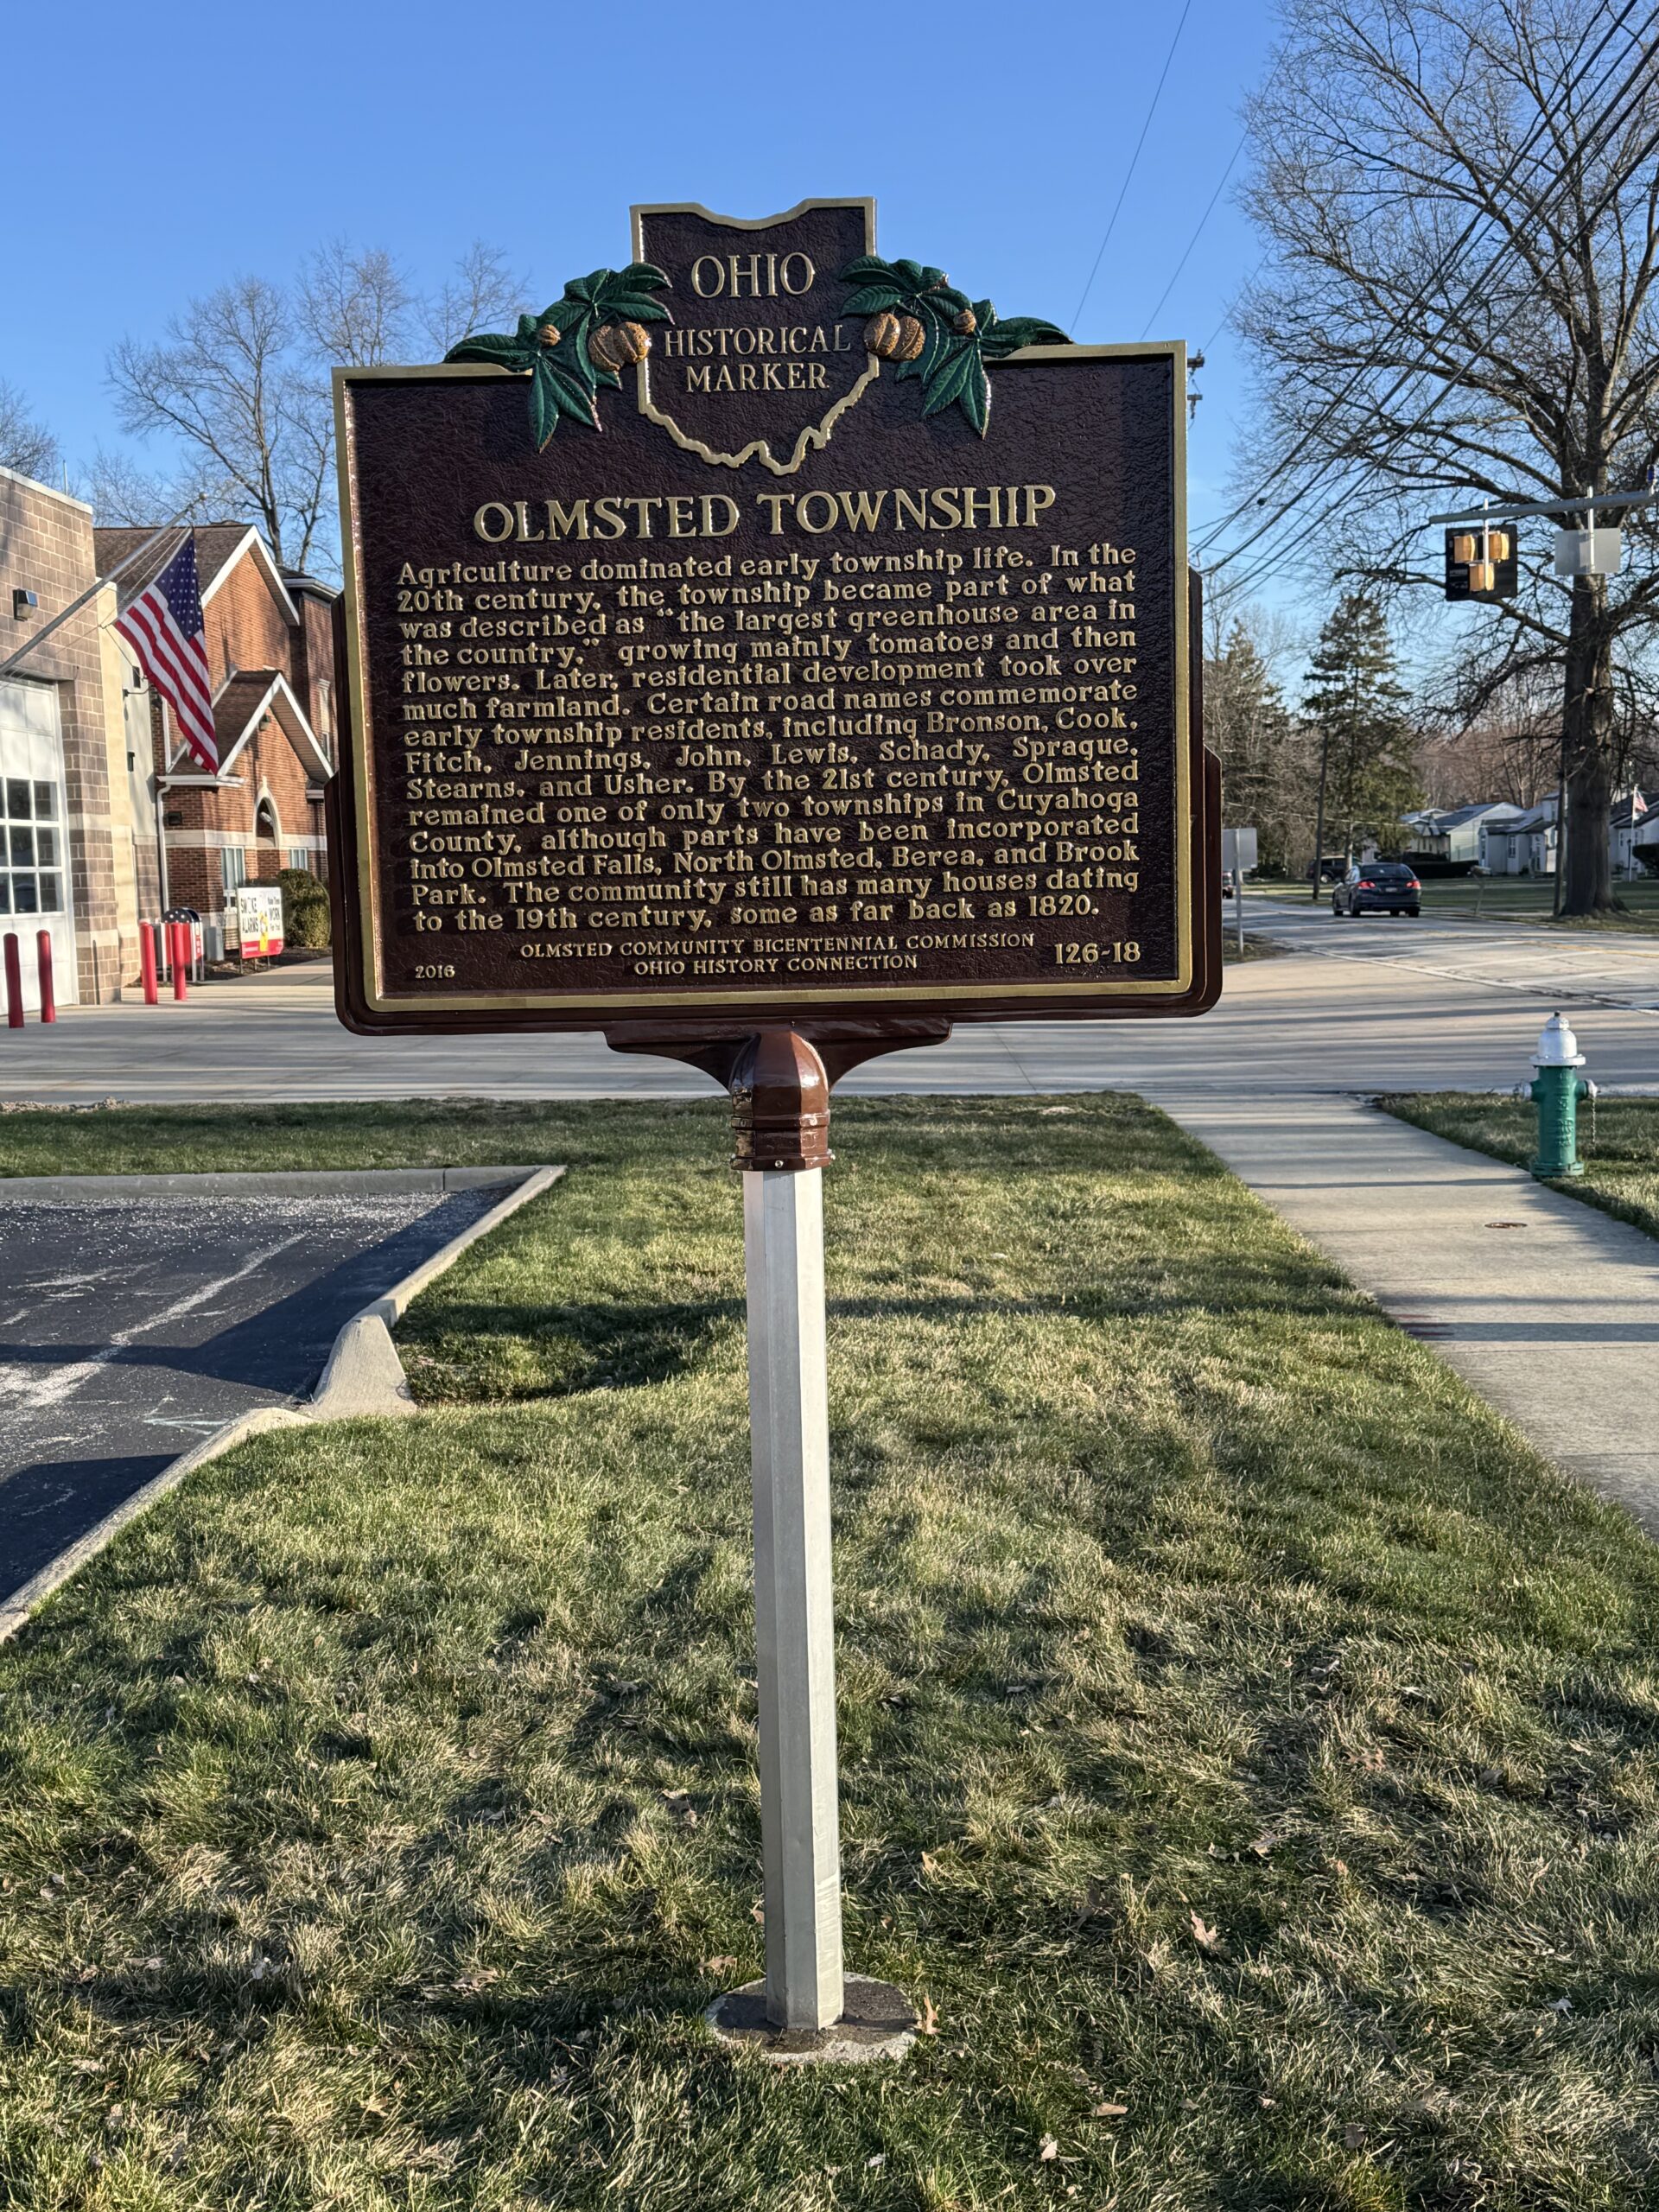 OHIO
HISTORICAL
MARKER
OLMSTED TOWNSHIP
Agriculture dominated early township life. In the
20th century, the township became part of what
was described as "the largest greenhouse area in
the country," growing mainly tomatoes and then
flowers. Later, residential development took over
much farmland. Certain road names commemorate
early township residents, including Bronson, Cook,
Fitch, Jennings, John, Lewis, Schady, Sprague,
Stearns, and Usher. By the 21st century, Olmsted
remained one of only two townships in Cuyahoga
County, although parts have been incorporated
into Olmsted Falls, North Olmsted, Berea, and Brook
Park. The community still has many houses dating
to the 19th century, some as far back as 1820.
OLMSTED COMMUNITY BICENTENNIAL COMMISSION
OHIO HISTORY CONNECTION
2016
126-18
ALARMS
WORK